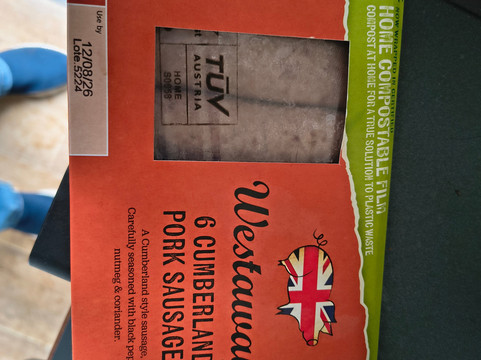 Use by
12/08/26
Lote.5224
TÜV
AUSTRIA
HOME
HOME COMPOSTABLE FILM
COMPOST AT HOME FOR A TRUE SOLUTION TO PLASTIC WASTE
Westaway
6 CUMBERLAND
PORK SAUSAGE
A Cumberland style sausage,
Carefully seasoned with black pep
nutmeg & coriander.